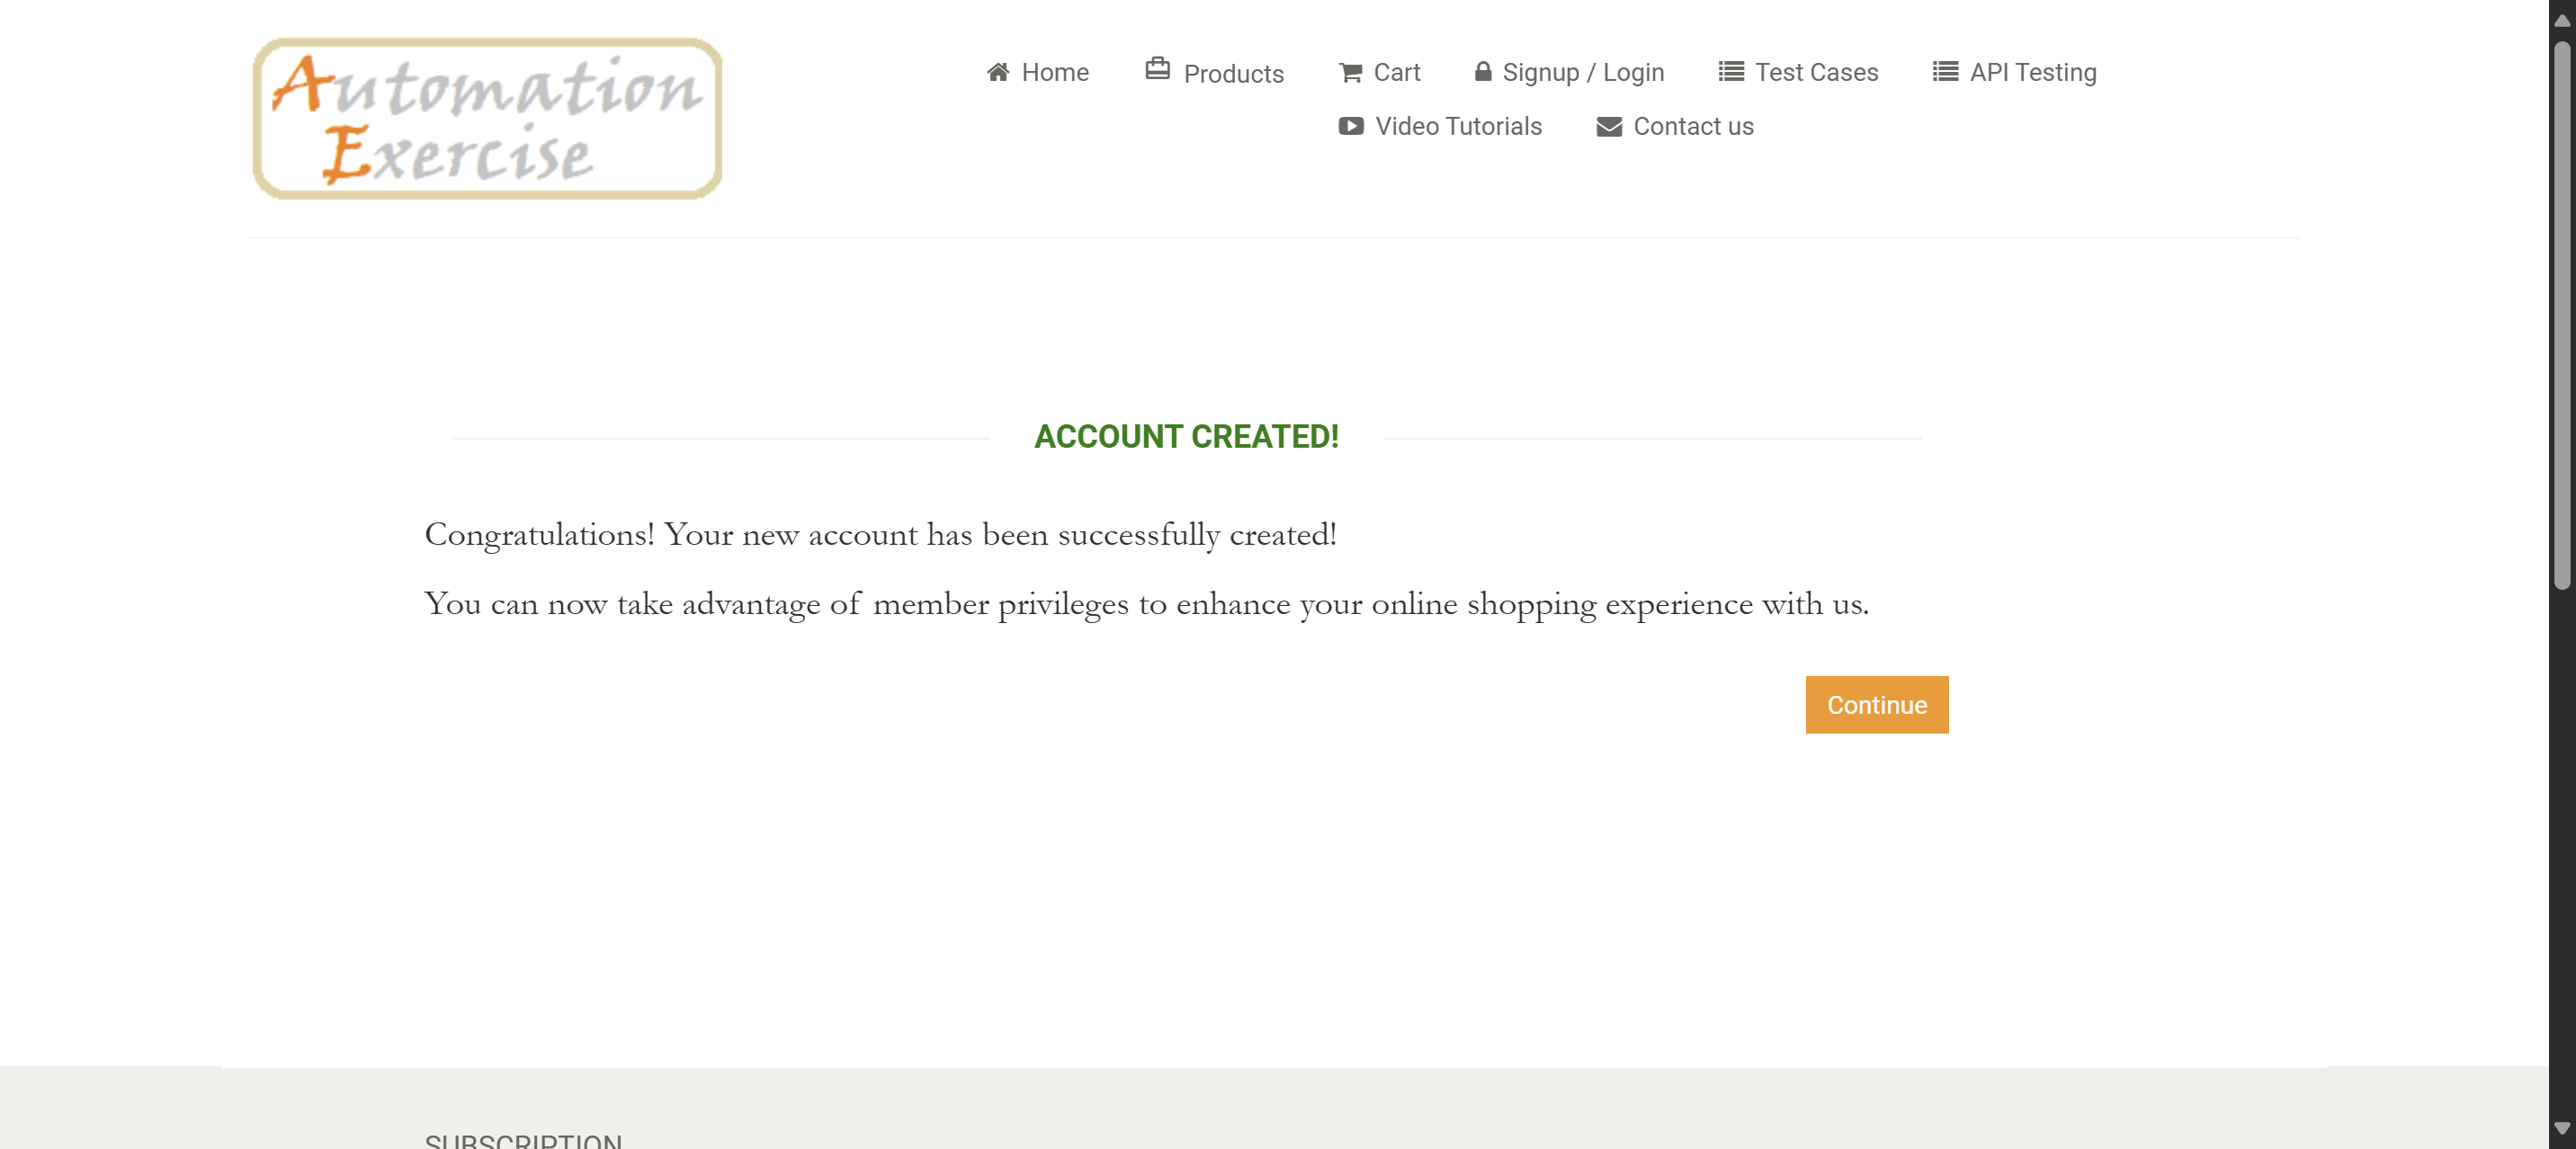 Automation
Exercise
Home Products Cart Signup / Login Test Cases API Testing
Video Tutorials Contact us
ACCOUNT CREATED!
Congratulations! Your new account has been successfully created!
You can now take advantage of member privileges to enhance your online shopping experience with us.
Continue
SUBSCRIPTION